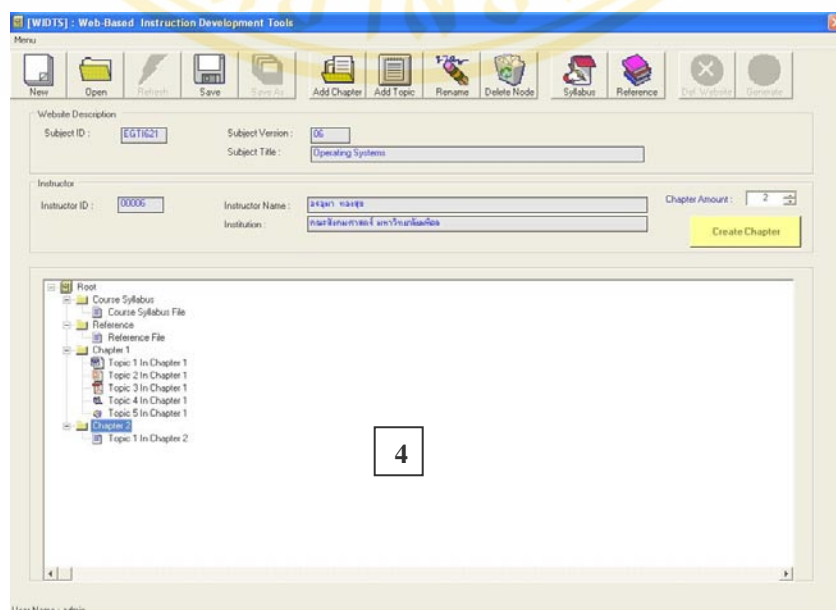 [WIDTS] : Web-Based Instruction Development Tools
Menu
New Open Refresh Save Save As Add Chapter Add Topic Rename Delete Node Syllabus Reference Def. Website Generate
Website Description
Subject ID : EGTI621 Subject Version : 06
Subject Title : Operating Systems
Instructor
Instructor ID : 00006 Instructor Name :
Chapter Amount : 2
Institution :
Create Chapter
Root
Course Syllabus
Course Syllabus File
Reference
Reference File
Chapter 1
Topic 1 In Chapter 1
Topic 2 In Chapter 1
Topic 3 In Chapter 1
Topic 4 In Chapter 1
Topic 5 In Chapter 1
Chapter 2
Topic 1 In Chapter 2
4
User Name : admin